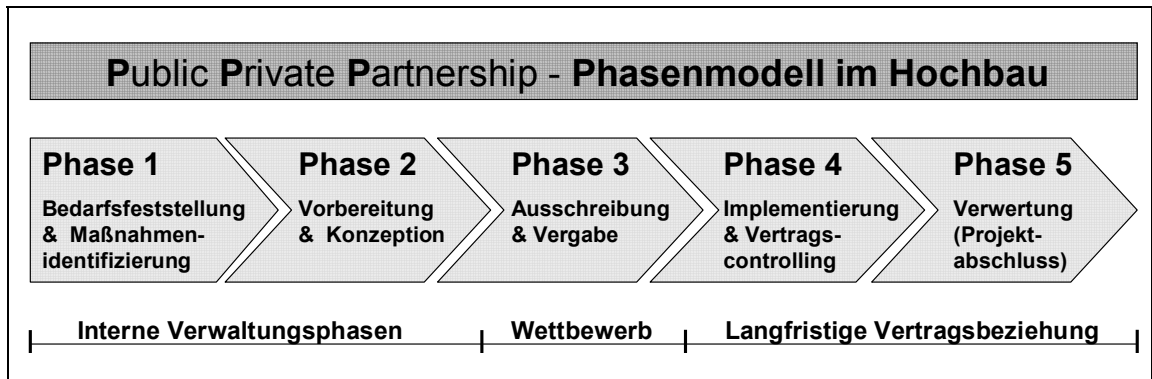 Public Private Partnership - Phasenmodell im Hochbau
Phase 1
Bedarfsfeststellung
& Maßnahmen-
identifizierung
Phase 2
Vorbereitung
& Konzeption
Phase 3
Ausschreibung
& Vergabe
Phase 4
Implementierung
& Vertrags-
controlling
Phase 5
Verwertung
(Projekt-
abschluss)
Interne Verwaltungsphasen
Wettbewerb
Langfristige Vertragsbeziehung